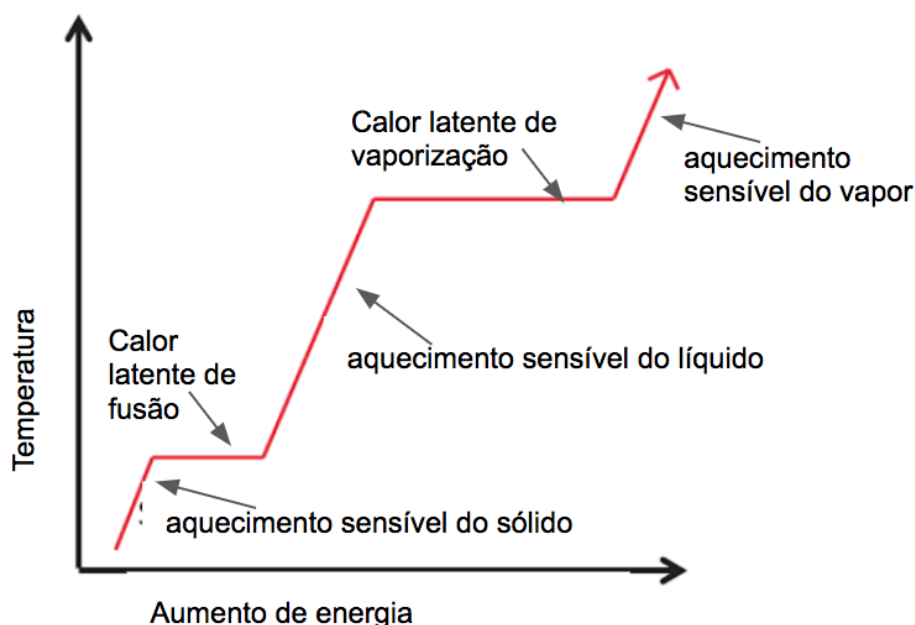 Calor latente de
vaporização
aquecimento
sensível do vapor
Temperatura
Calor
latente de
fusão
aquecimento sensível do líquido
aquecimento sensível do sólido
Aumento de energia